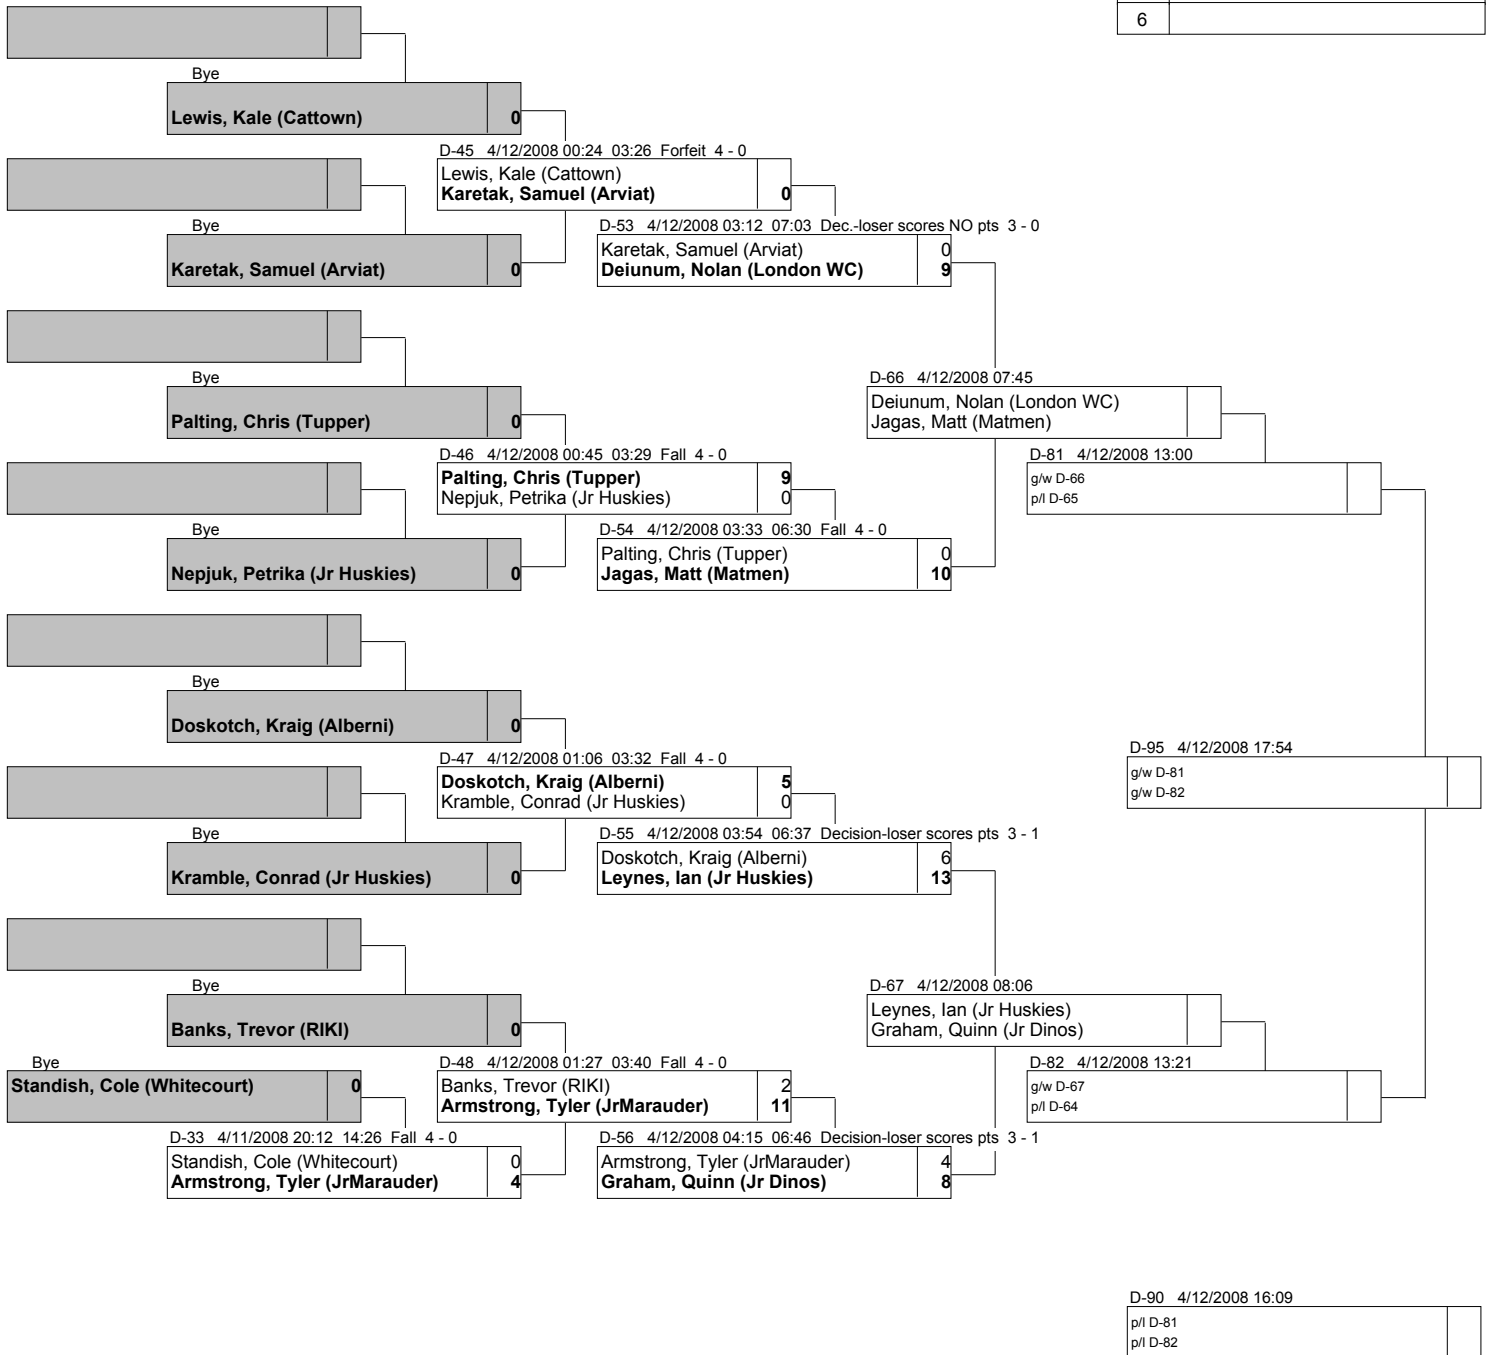 6
Bye
Lewis, Kale (Cattown) 0
D-45 4/12/2008 00:24 03:26 Forfeit 4 - 0
Lewis, Kale (Cattown)
Karetak, Samuel (Arviat) 0
Bye
Karetak, Samuel (Arviat) 0
D-53 4/12/2008 03:12 07:03 Dec.-loser scores NO pts 3 - 0
Karetak, Samuel (Arviat) 0
Deiunum, Nolan (London WC) 9
Bye
Palting, Chris (Tupper) 0
D-66 4/12/2008 07:45
Deiunum, Nolan (London WC)
Jagas, Matt (Matmen)
D-46 4/12/2008 00:45 03:29 Fall 4 - 0
Palting, Chris (Tupper) 9
Nepjuk, Petrika (Jr Huskies) 0
D-81 4/12/2008 13:00
g/w D-66
p/l D-65
Bye
Nepjuk, Petrika (Jr Huskies) 0
D-54 4/12/2008 03:33 06:30 Fall 4 - 0
Palting, Chris (Tupper) 0
Jagas, Matt (Matmen) 10
Bye
Doskotch, Kraig (Alberni) 0
D-47 4/12/2008 01:06 03:32 Fall 4 - 0
Doskotch, Kraig (Alberni) 5
Kramble, Conrad (Jr Huskies) 0
D-95 4/12/2008 17:54
g/w D-81
g/w D-82
Bye
Kramble, Conrad (Jr Huskies) 0
D-55 4/12/2008 03:54 06:37 Decision-loser scores pts 3 - 1
Doskotch, Kraig (Alberni) 6
Leynes, Ian (Jr Huskies) 13
Bye
Banks, Trevor (RIKI) 0
D-67 4/12/2008 08:06
Leynes, Ian (Jr Huskies)
Graham, Quinn (Jr Dinos)
Bye
Standish, Cole (Whitecourt) 0
D-48 4/12/2008 01:27 03:40 Fall 4 - 0
Banks, Trevor (RIKI) 2
Armstrong, Tyler (JrMarauder) 11
D-82 4/12/2008 13:21
g/w D-67
p/l D-64
D-33 4/11/2008 20:12 14:26 Fall 4 - 0
Standish, Cole (Whitecourt) 0
Armstrong, Tyler (JrMarauder) 4
D-56 4/12/2008 04:15 06:46 Decision-loser scores pts 3 - 1
Armstrong, Tyler (JrMarauder) 4
Graham, Quinn (Jr Dinos) 8
D-90 4/12/2008 16:09
p/l D-81
p/l D-82